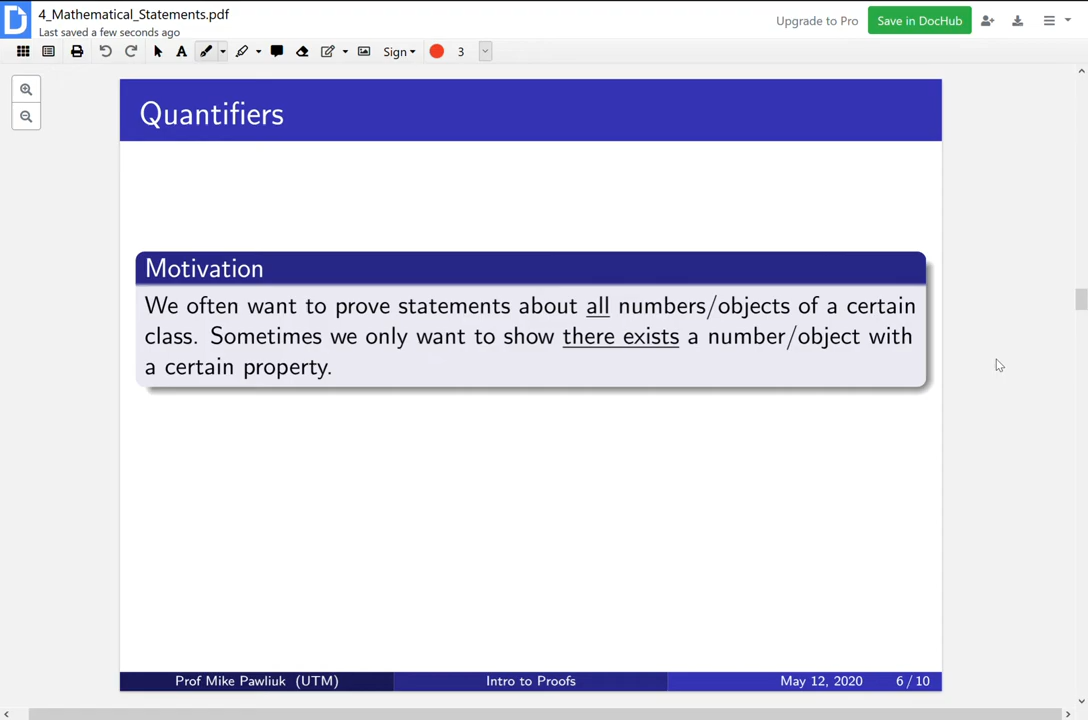 4_Mathematical_Statements.pdf
Last saved a few seconds ago
Upgrade to Pro
Save in DocHub
A
Sign
3
Quantifiers
Motivation
We often want to prove statements about all numbers/objects of a certain
class. Sometimes we only want to show there exists a number/object with
a certain property.
Prof Mike Pawliuk (UTM)
Intro to Proofs
May 12, 2020
6 / 10